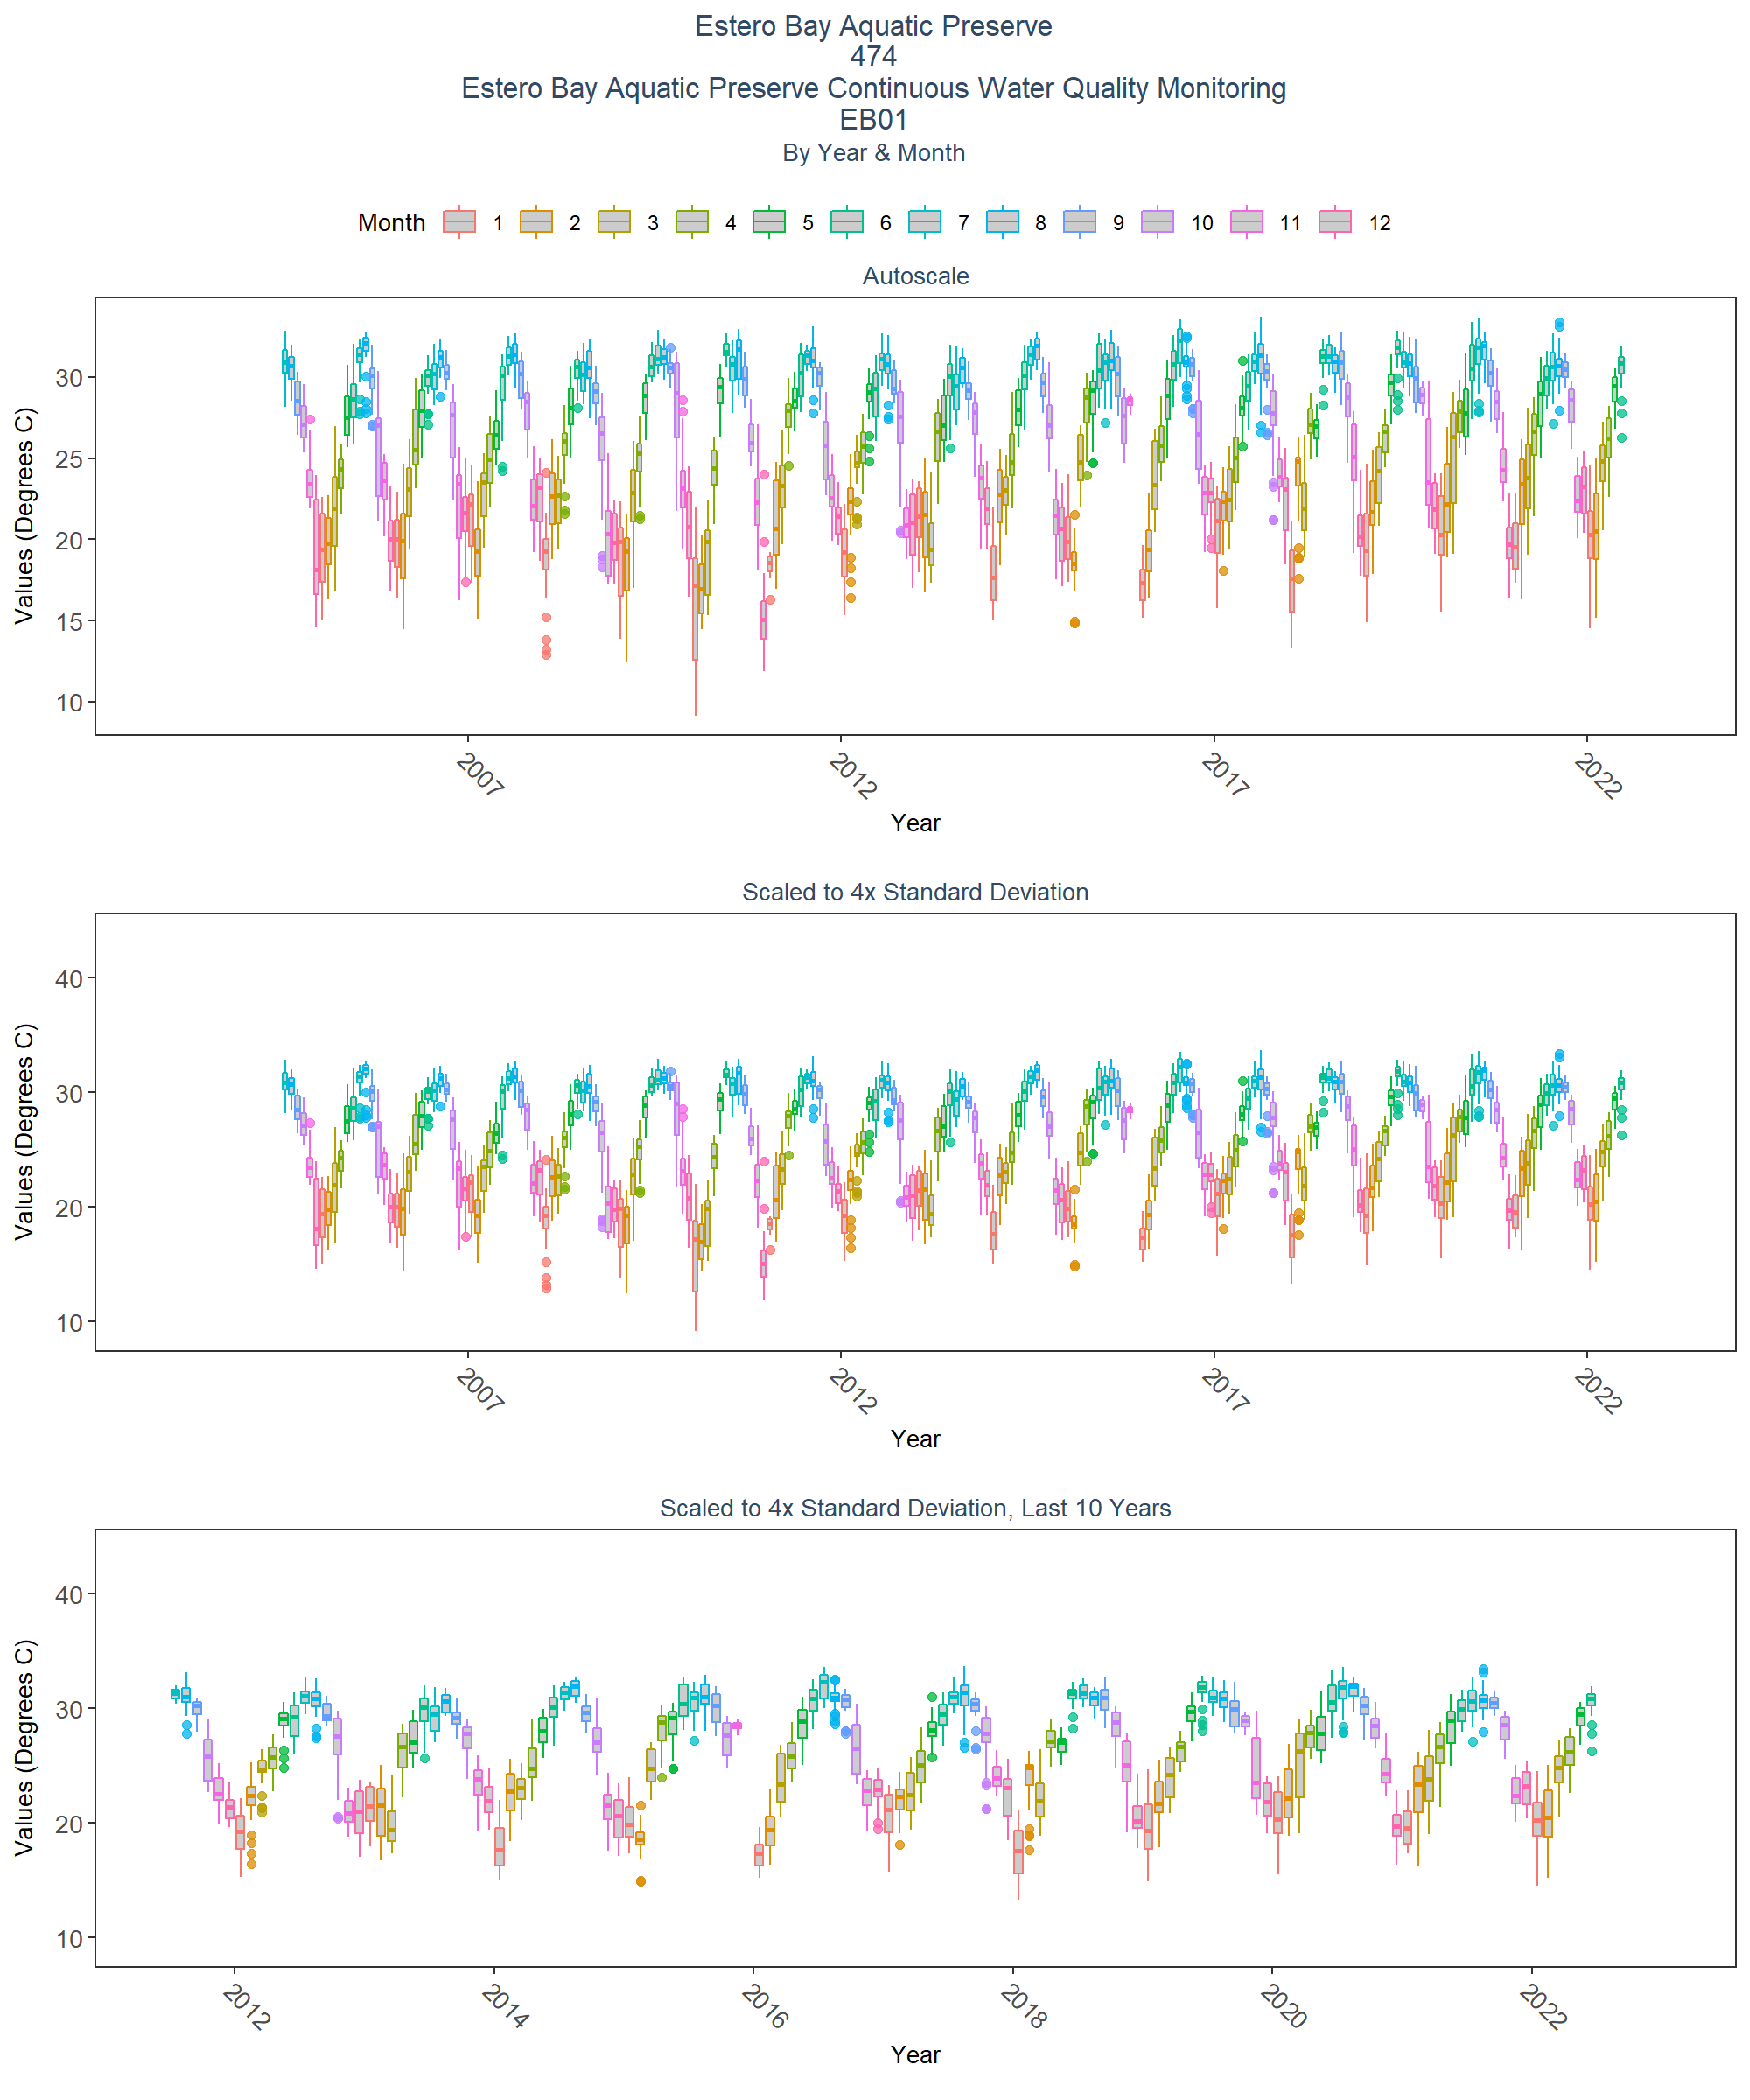 Estero Bay Aquatic Preserve
474
Estero Bay Aquatic Preserve Continuous Water Quality Monitoring
EB01
By Year & Month
Month 1 2 3 4 5 6 7 8 9 10 11 12
Autoscale
Values (Degrees C)
30
25
20
15
10
2007 2012 2017 2022
Year
Scaled to 4x Standard Deviation
Values (Degrees C)
40
30
20
10
2007 2012 2017 2022
Year
Scaled to 4x Standard Deviation, Last 10 Years
Values (Degrees C)
40
30
20
10
2012 2014 2016 2018 2020 2022
Year